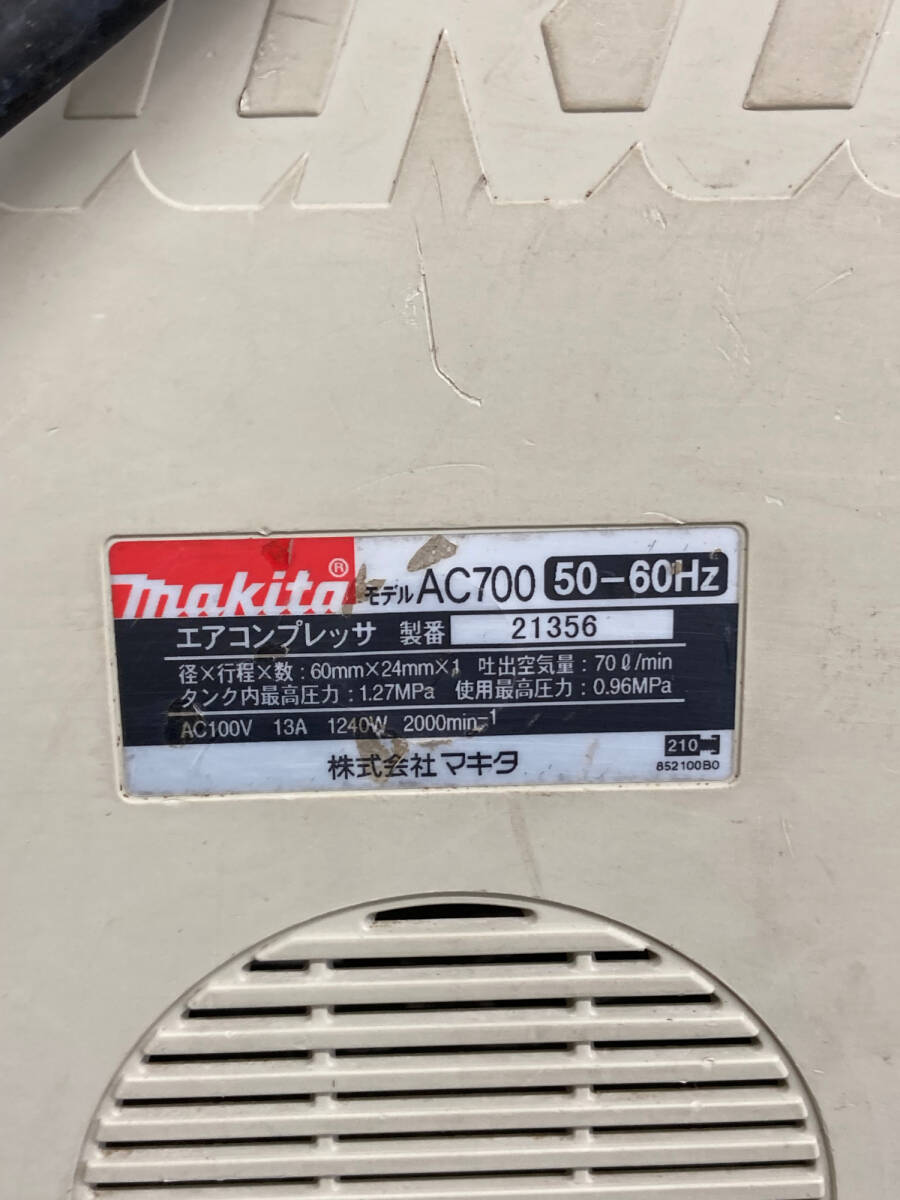 makita
makita® モデル AC700 50-60Hz
エアコンプレッサ 製番 21356
径×行程×数:60mm×24mm×1 吐出空気量:70ℓ/min
タンク内最高圧力:1.27MPa 使用最高圧力:0.96MPa
AC100V 13A 1240W 2000min-1
株式会社マキタ
210
852100B0